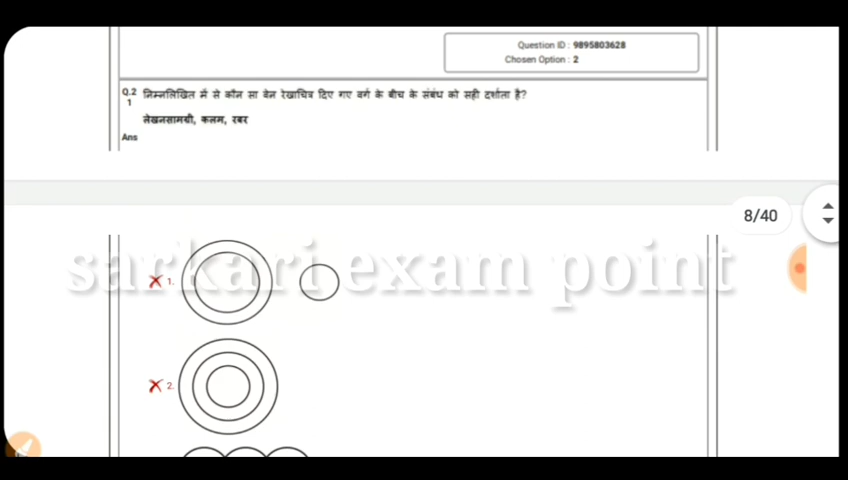 Question ID : 9895803628
Chosen Option : 2
Q.2 निम्नलिखित में से कौन सा वेन रेखाचित्र दिए गए वर्ग के बीच के संबंध को सही दर्शाता है?
1
लेखनसामग्री, कलम, रबर
Ans
8/40
sarkari exam point
1.
2.